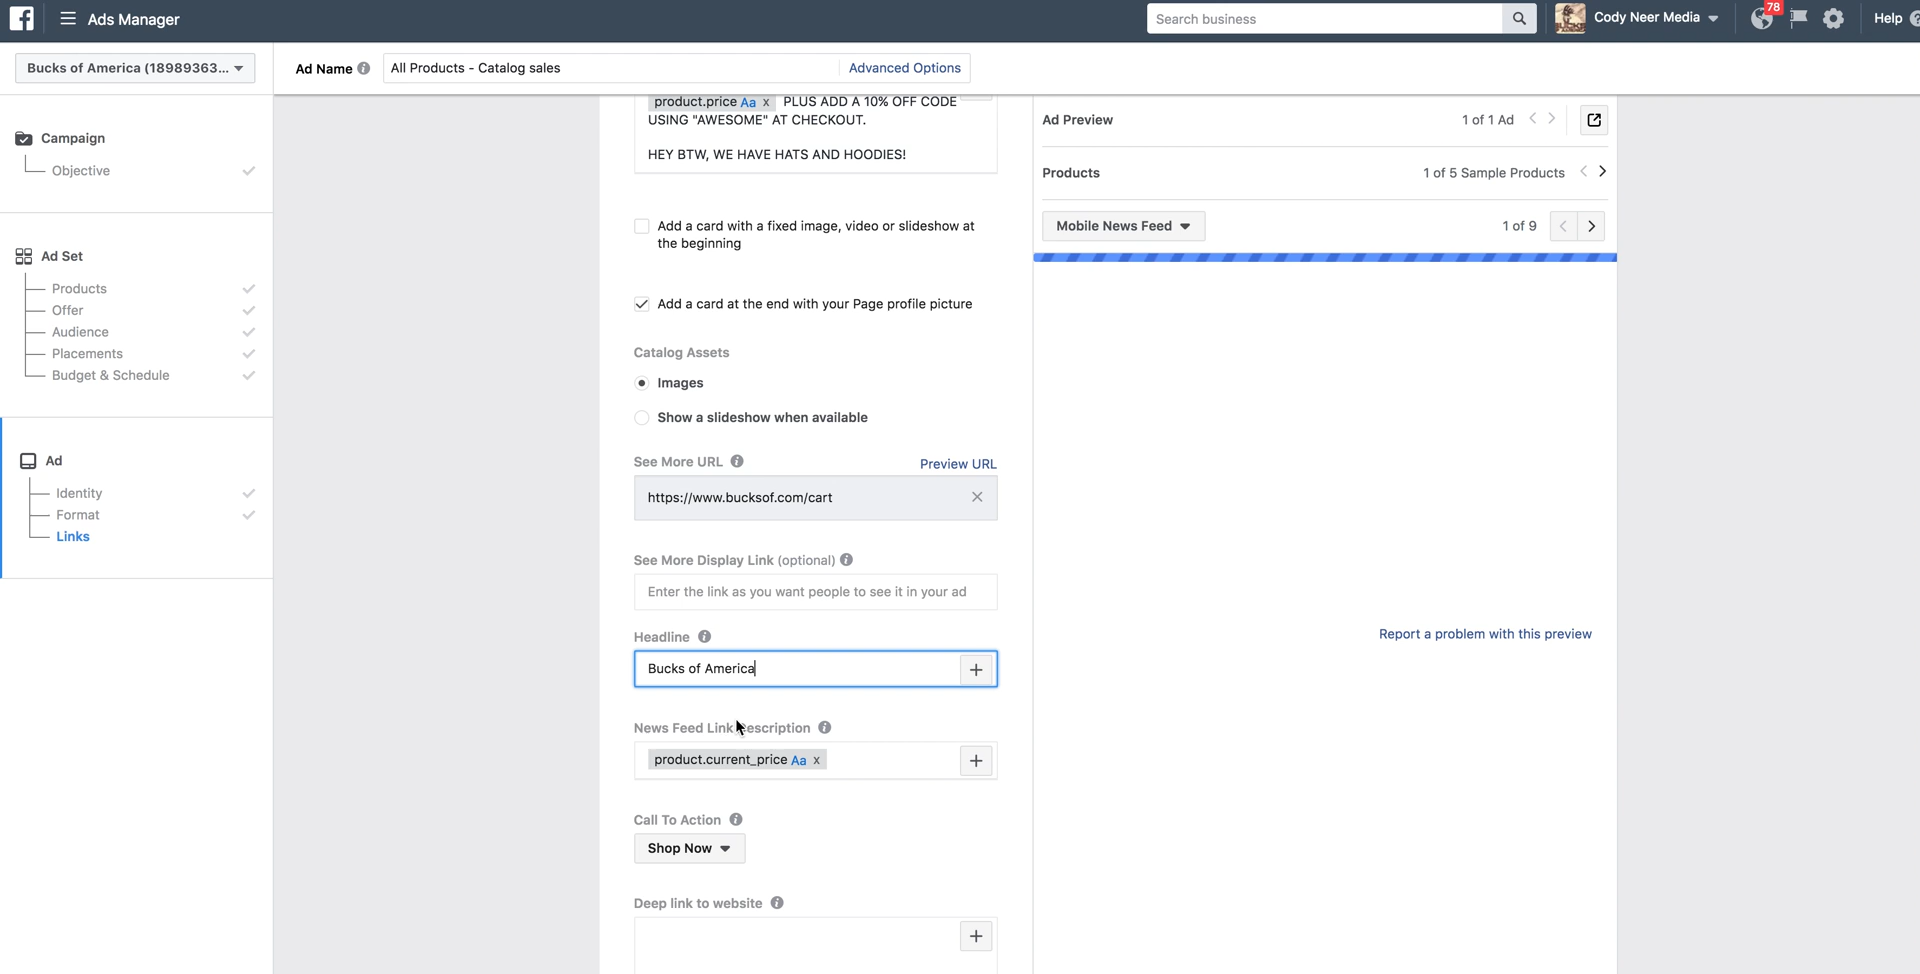 Ads Manager
Search business
Cody Neer Media
78
Help
Bucks of America (18989363...
Ad Name
All Products - Catalog sales
Advanced Options
Campaign
Objective
Ad Set
Products
Offer
Audience
Placements
Budget & Schedule
Ad
Identity
Format
Links
product.price Aa x PLUS ADD A 10% OFF CODE
USING "AWESOME" AT CHECKOUT.
HEY BTW, WE HAVE HATS AND HOODIES!
Add a card with a fixed image, video or slideshow at
the beginning
Add a card at the end with your Page profile picture
Catalog Assets
Images
Show a slideshow when available
See More URL
Preview URL
https://www.bucksof.com/cart
See More Display Link (optional)
Enter the link as you want people to see it in your ad
Headline
Bucks of America
News Feed Link Description
product.current_price Aa x
Call To Action
Shop Now
Deep link to website
Ad Preview
1 of 1 Ad
Products
1 of 5 Sample Products
Mobile News Feed
1 of 9
Report a problem with this preview